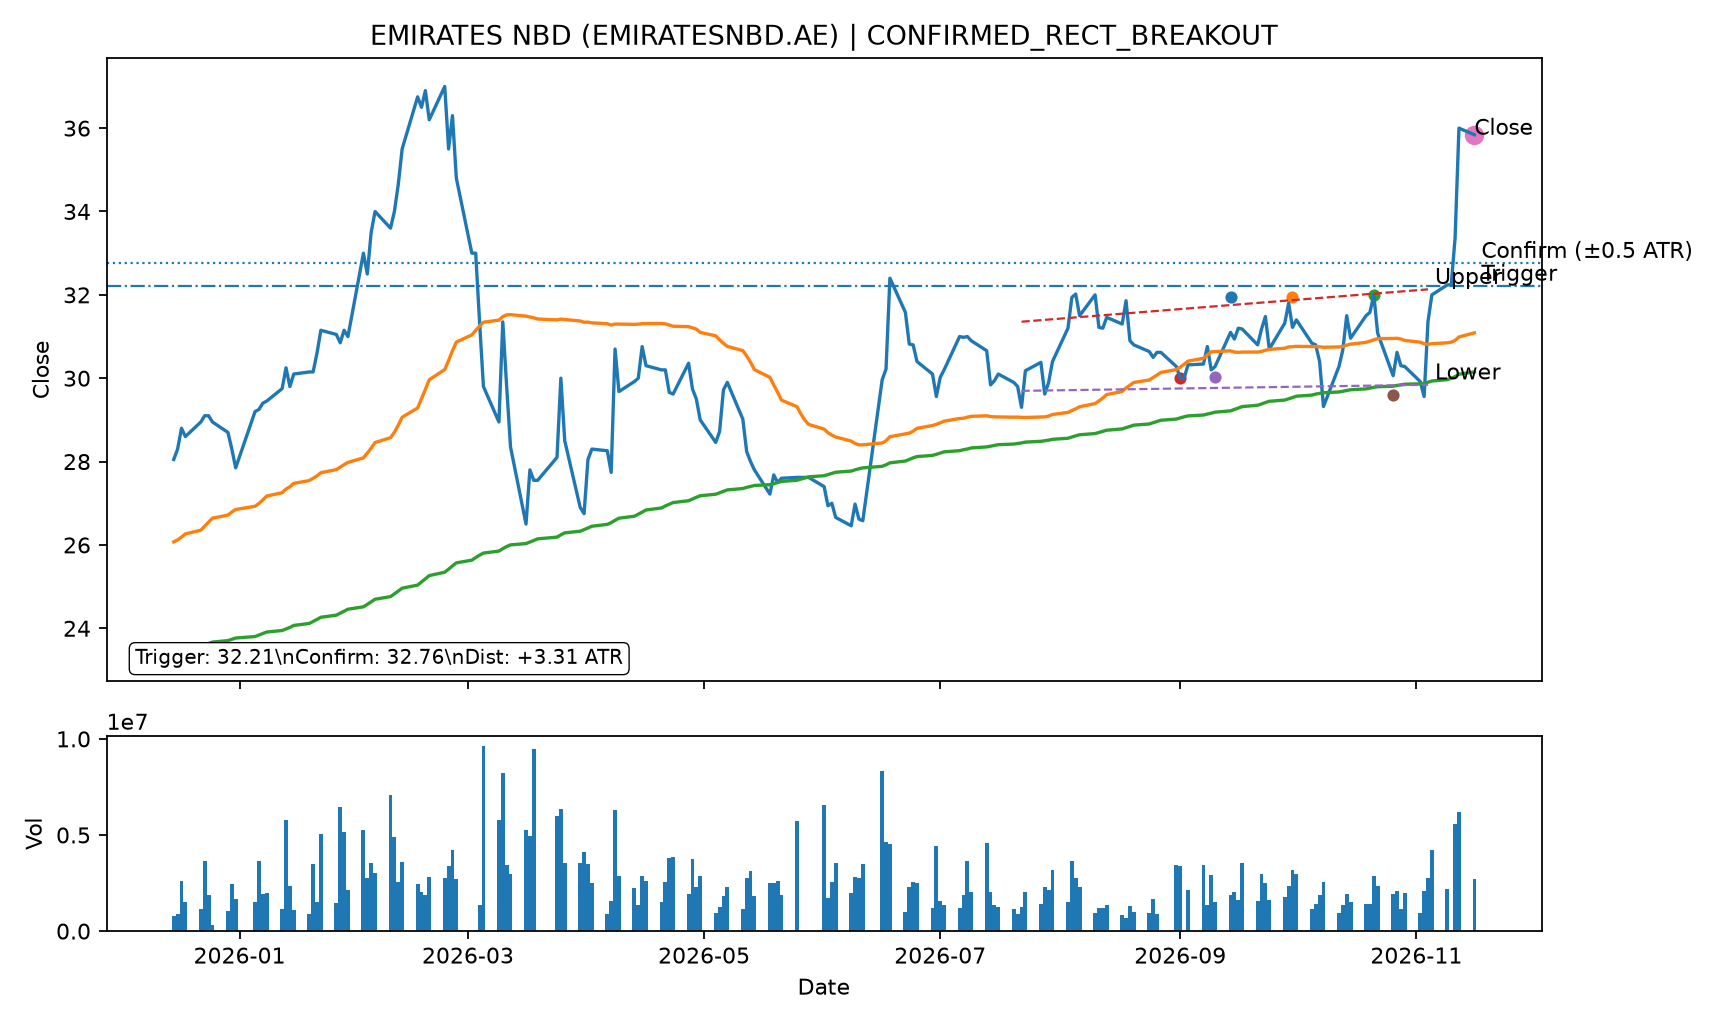 EMIRATES NBD (EMIRATESNBD.AE) | CONFIRMED_RECT_BREAKOUT
Close
36
34
32
30
28
26
24
Close
Confirm (±0.5 ATR)
Trigger
Upper
Lower
Trigger: 32.21\nConfirm: 32.76\nDist: +3.31 ATR
1e7
Vol
1.0
0.5
0.0
2026-01
2026-03
2026-05
2026-07
2026-09
2026-11
Date